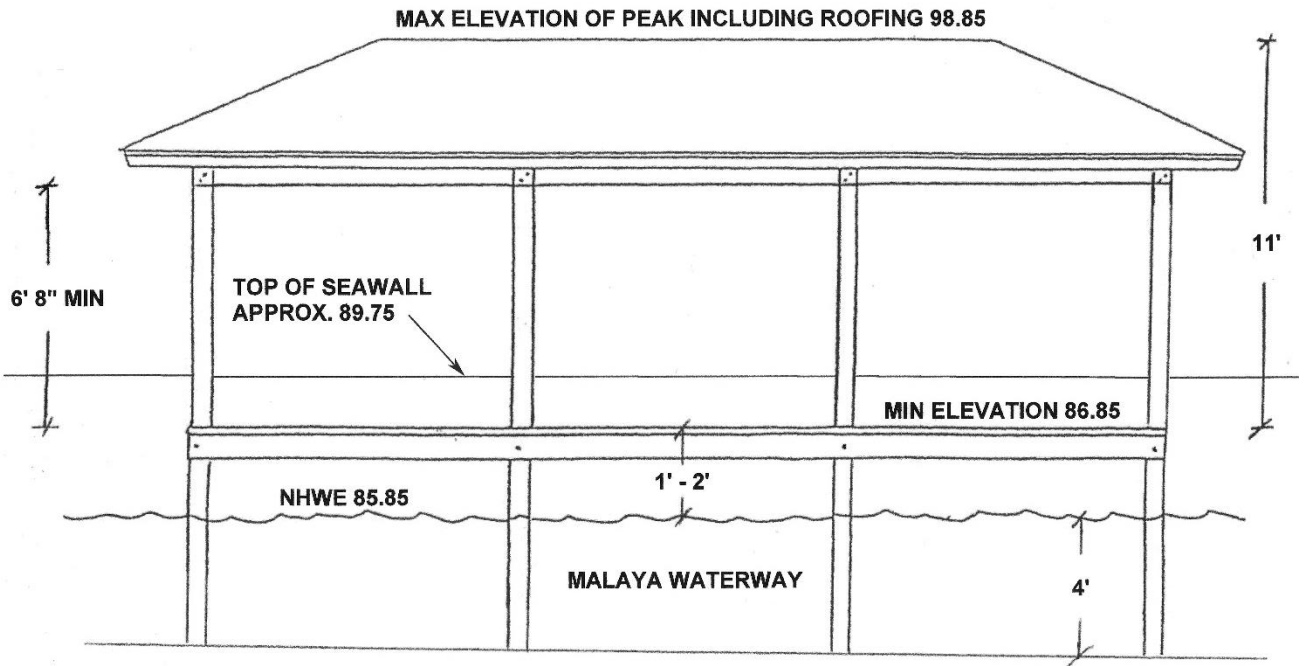 MAX ELEVATION OF PEAK INCLUDING ROOFING 98.85
11'
6' 8" MIN
TOP OF SEAWALL
APPROX. 89.75
MIN ELEVATION 86.85
1' - 2'
NHWE 85.85
MALAYA WATERWAY
4'